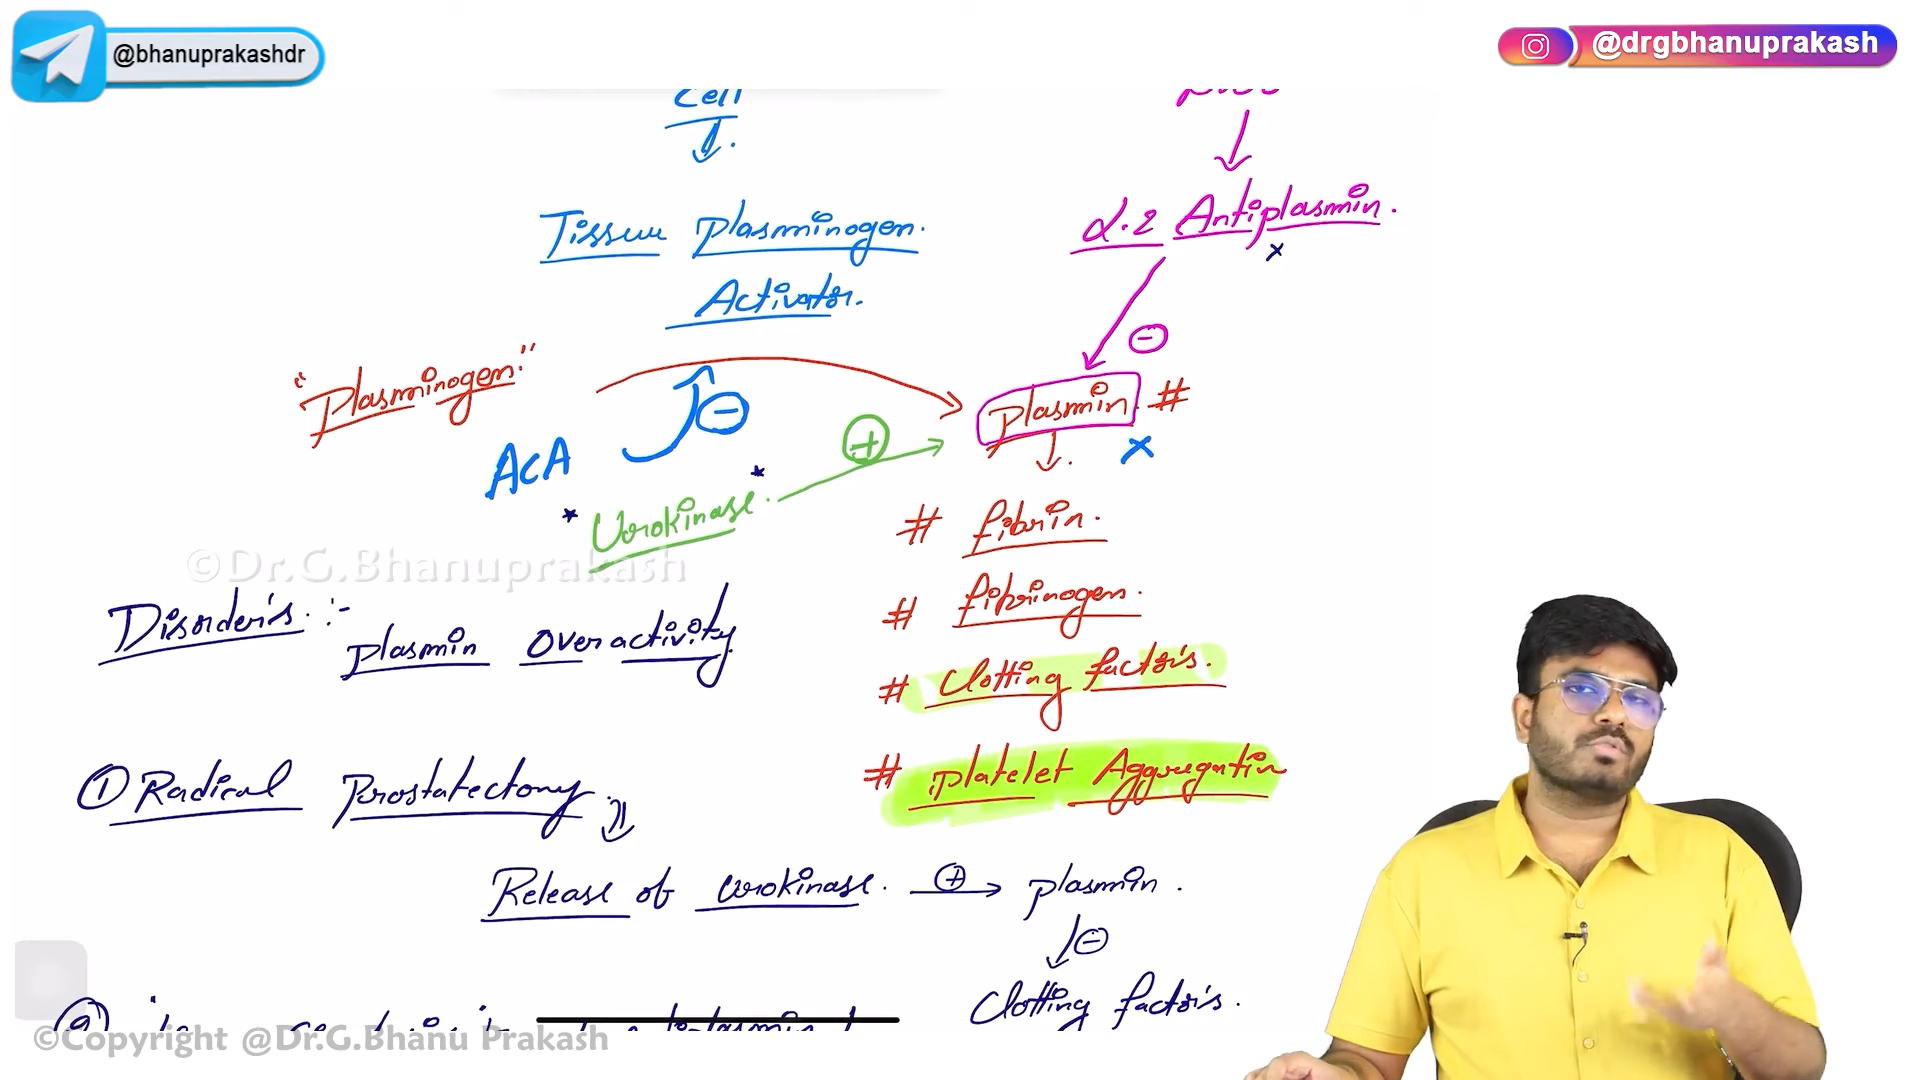 @bhanuprakashdr
@drgbhanuprakash
Cell
Tissue Plasminogen
Activator.
α.2 Antiplasmin.
x
-
"Plasminogen"
plasmin #
x
-
ACA
+
* Urokinase *
# fibrin.
# fibrinogen.
# Clotting factors.
# platelet Aggregation
©Dr.G.Bhanuprakash
Disorders :-
plasmin overactivity
① Radical Prostatectomy
Release of urokinase. + plasmin.
-
Clotting factors.
②
©Copyright @Dr.G.Bhanu Prakash